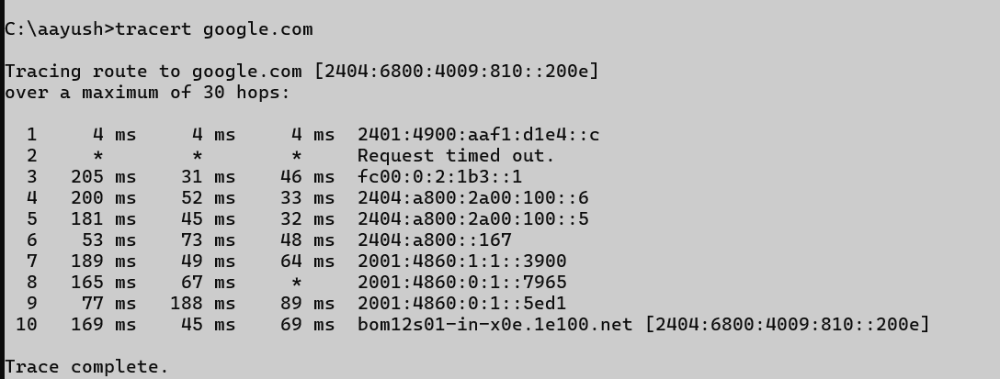 C:\aayush>tracert google.com
Tracing route to google.com [2404:6800:4009:810::200e]
over a maximum of 30 hops:
1 4 ms 4 ms 4 ms 2401:4900:aaf1:d1e4::c
2 * * * Request timed out.
3 205 ms 31 ms 46 ms fc00:0:2:1b3::1
4 200 ms 52 ms 33 ms 2404:a800:2a00:100::6
5 181 ms 45 ms 32 ms 2404:a800:2a00:100::5
6 53 ms 73 ms 48 ms 2404:a800::167
7 189 ms 49 ms 64 ms 2001:4860:1:1::3900
8 165 ms 67 ms * 2001:4860:0:1::7965
9 77 ms 188 ms 89 ms 2001:4860:0:1::5ed1
10 169 ms 45 ms 69 ms bom12s01-in-x0e.1e100.net [2404:6800:4009:810::200e]
Trace complete.